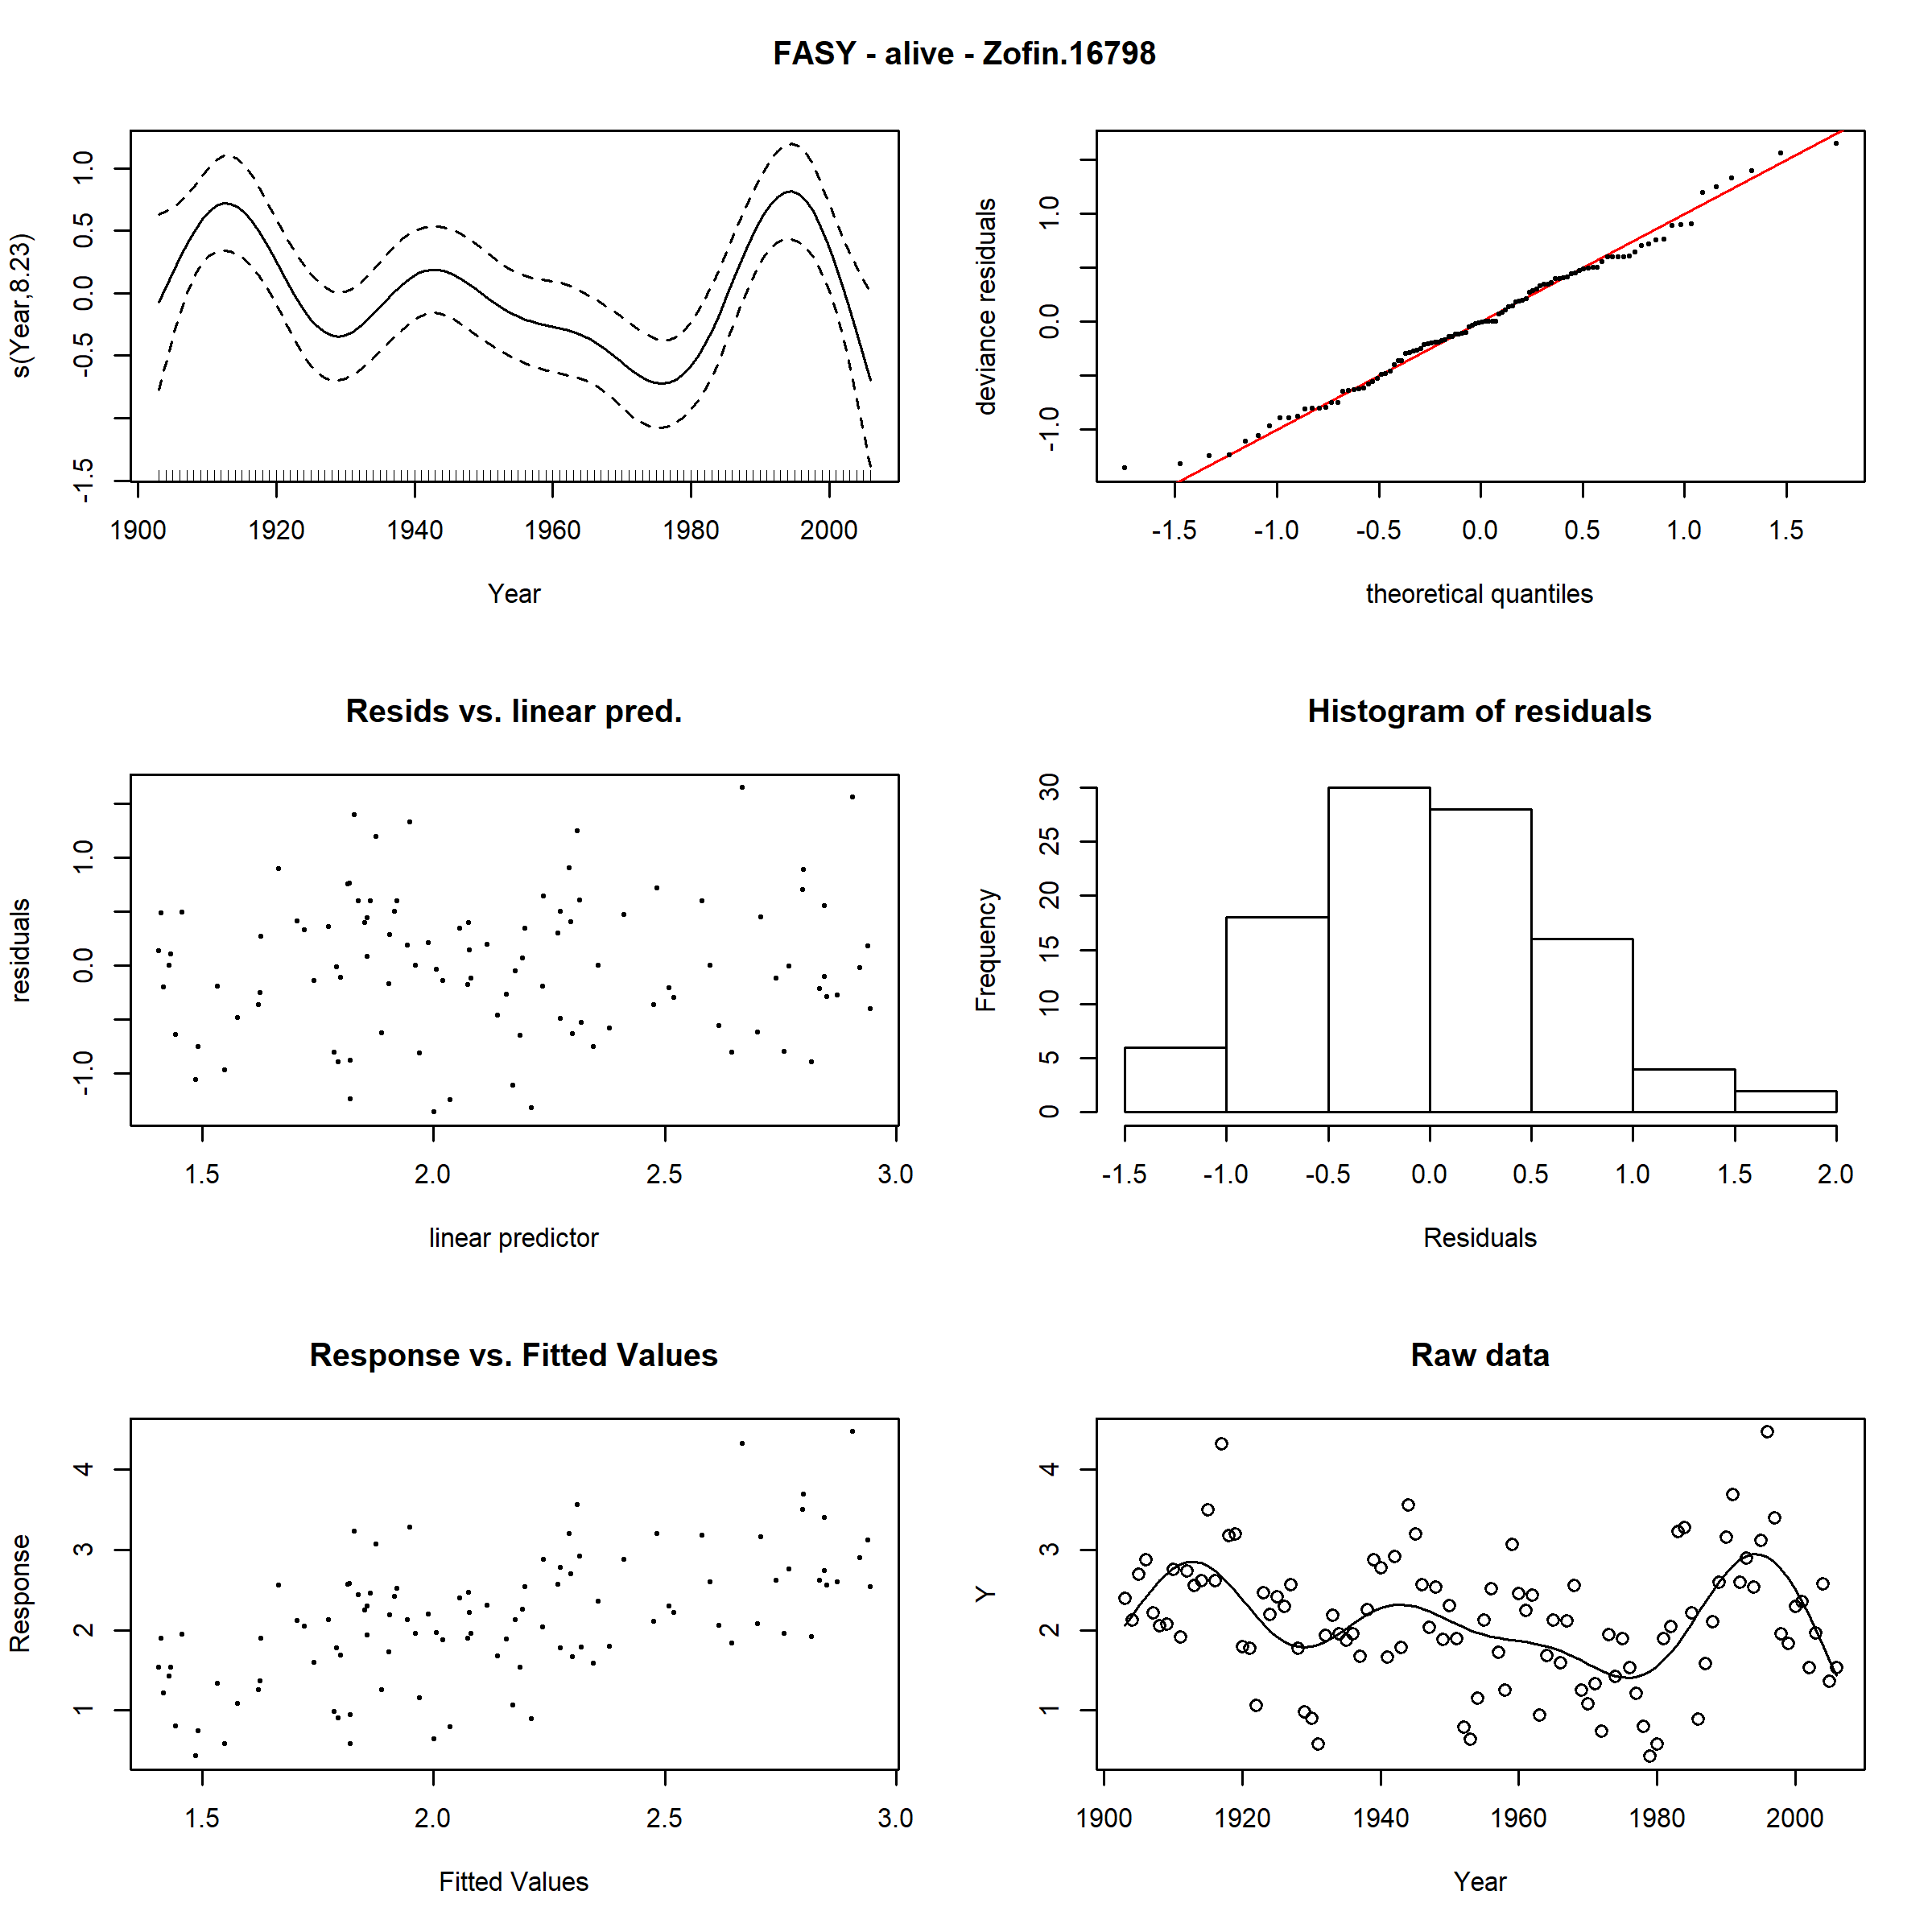 FASY - alive - Zofin.16798
s(Year,8.23)
-1.5 -0.5 0.0 0.5 1.0
1900 1920 1940 1960 1980 2000
Year
deviance residuals
-1.0 0.0 1.0
-1.5 -1.0 -0.5 0.0 0.5 1.0 1.5
theoretical quantiles
Resids vs. linear pred.
residuals
-1.0 0.0 1.0
1.5 2.0 2.5 3.0
linear predictor
Histogram of residuals
Frequency
0 5 10 15 20 25 30
-1.5 -1.0 -0.5 0.0 0.5 1.0 1.5 2.0
Residuals
Response vs. Fitted Values
Response
1 2 3 4
1.5 2.0 2.5 3.0
Fitted Values
Raw data
Y
1 2 3 4
1900 1920 1940 1960 1980 2000
Year